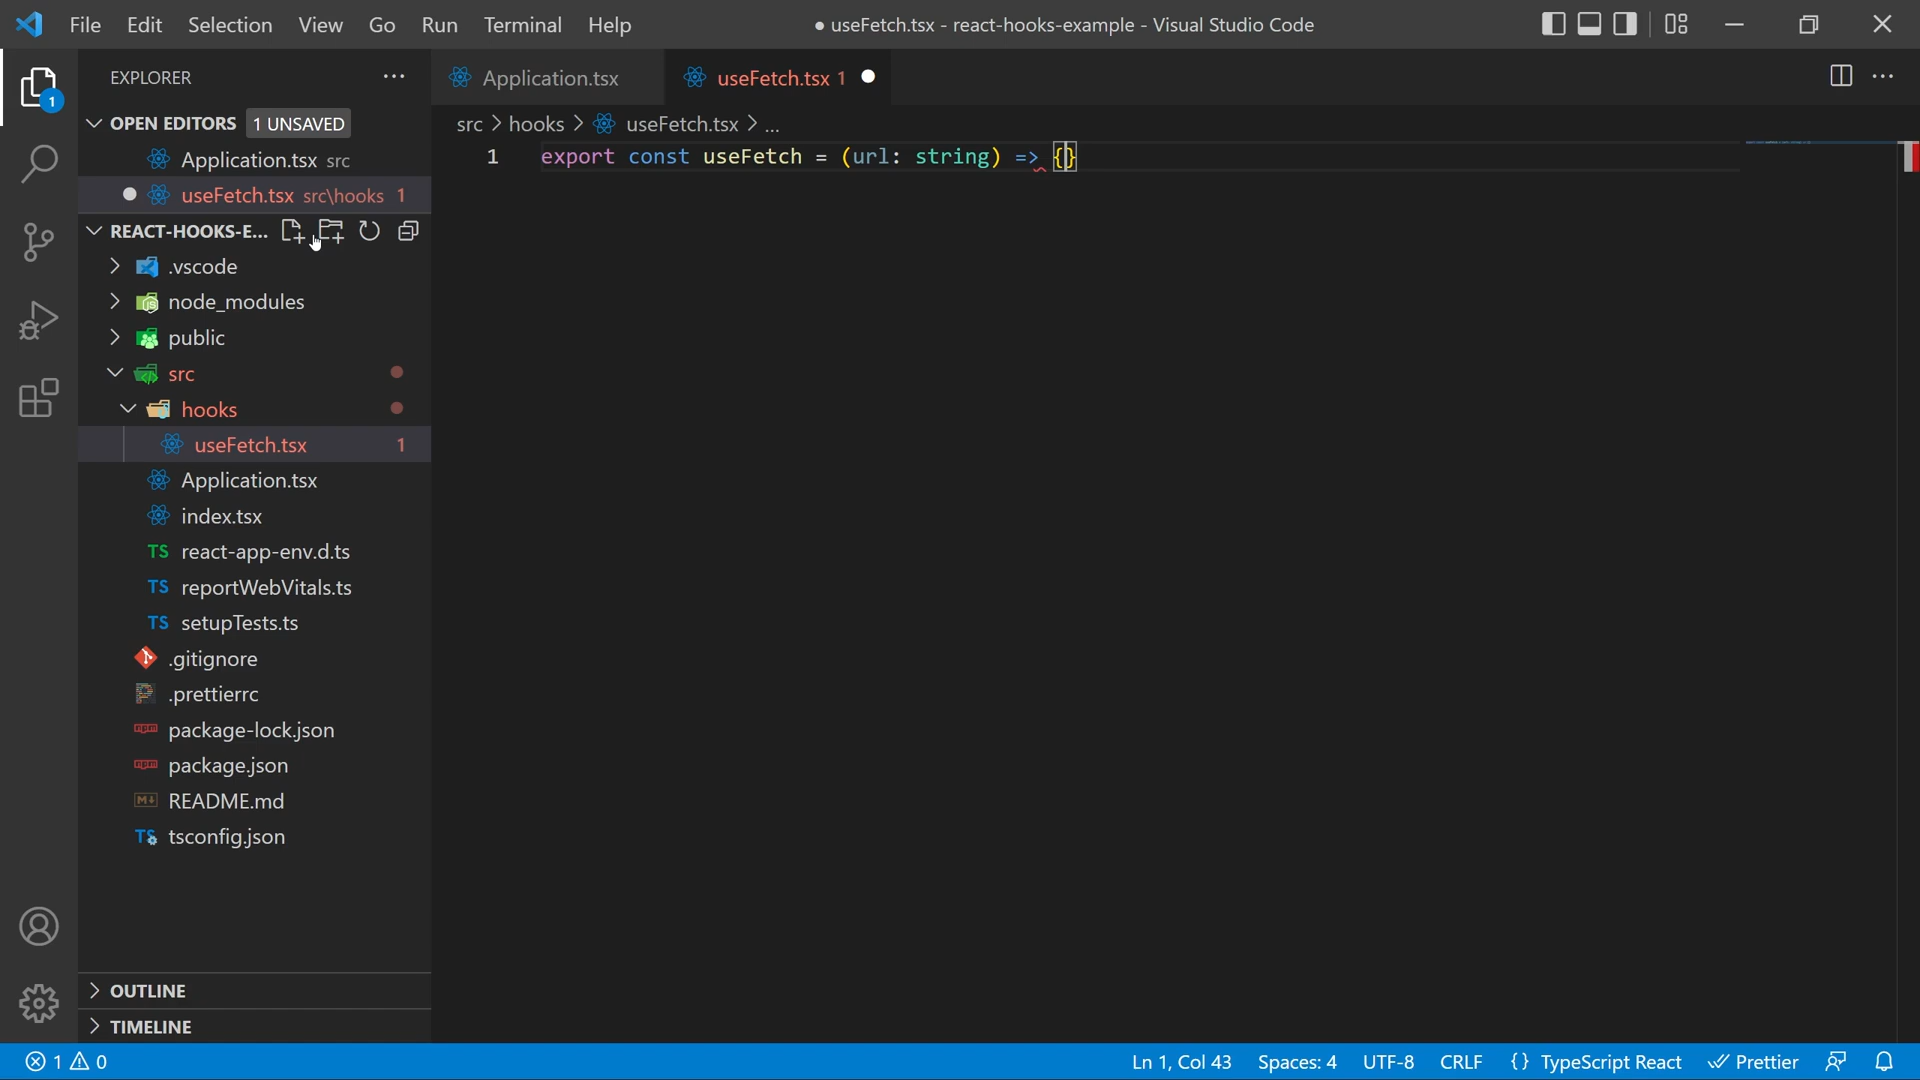 File Edit Selection View Go Run Terminal Help
● useFetch.tsx - react-hooks-example - Visual Studio Code
EXPLORER
Application.tsx
useFetch.tsx 1
OPEN EDITORS 1 UNSAVED
src > hooks > useFetch.tsx > ...
Application.tsx src
1 export const useFetch = (url: string) => {}
useFetch.tsx src\hooks 1
REACT-HOOKS-E...
.vscode
node_modules
public
src
hooks
useFetch.tsx 1
Application.tsx
index.tsx
TS react-app-env.d.ts
TS reportWebVitals.ts
TS setupTests.ts
.gitignore
.prettierrc
package-lock.json
package.json
README.md
TS tsconfig.json
OUTLINE
TIMELINE
1 0
Ln 1, Col 43 Spaces: 4 UTF-8 CRLF {} TypeScript React Prettier
1